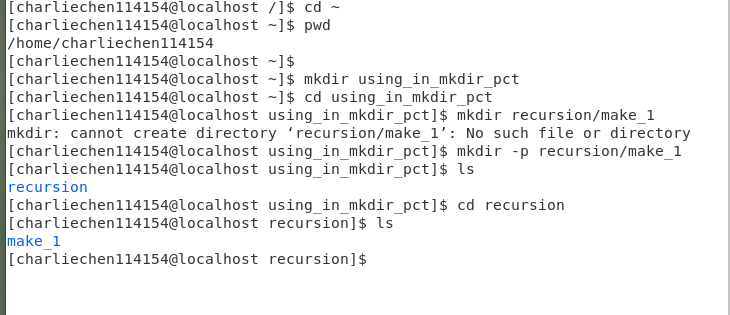 [charliechen114154@localhost /]$ cd ~
[charliechen114154@localhost ~]$ pwd
/home/charliechen114154
[charliechen114154@localhost ~]$
[charliechen114154@localhost ~]$ mkdir using_in_mkdir_pct
[charliechen114154@localhost ~]$ cd using_in_mkdir_pct
[charliechen114154@localhost using_in_mkdir_pct]$ mkdir recursion/make_1
mkdir: cannot create directory ‘recursion/make_1’: No such file or directory
[charliechen114154@localhost using_in_mkdir_pct]$ mkdir -p recursion/make_1
[charliechen114154@localhost using_in_mkdir_pct]$ ls
recursion
[charliechen114154@localhost using_in_mkdir_pct]$ cd recursion
[charliechen114154@localhost recursion]$ ls
make_1
[charliechen114154@localhost recursion]$